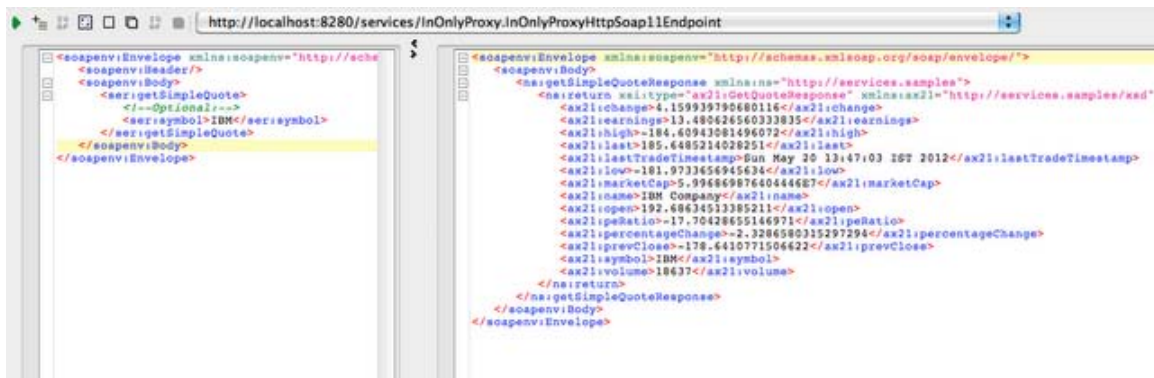 http://localhost:8280/services/InOnlyProxy.InOnlyProxyHttpSoap11Endpoint
<soapenv:Envelope xmlns:soapenv="http://sche
<soapenv:Header/>
<soapenv:Body>
<ser:getSimpleQuote>
<!--Optional:-->
<ser:symbol>IBM</ser:symbol>
</ser:getSimpleQuote>
</soapenv:Body>
</soapenv:Envelope>
<soapenv:Envelope xmlns:soapenv="http://schemas.xmlsoap.org/soap/envelope/">
<soapenv:Body>
<ns:getSimpleQuoteResponse xmlns:ns="http://services.samples">
<ns:return xsi:type="ax21:GetQuoteResponse" xmlns:ax21="http://services.samples/xsd"
<ax21:change>4.159939790680116</ax21:change>
<ax21:earnings>13.480626560333835</ax21:earnings>
<ax21:high>-184.60943081496072</ax21:high>
<ax21:last>185.6485214028251</ax21:last>
<ax21:lastTradeTimestamp>Sun May 20 13:47:03 IST 2012</ax21:lastTradeTimestamp>
<ax21:low>-181.9733656945634</ax21:low>
<ax21:marketCap>5.996869876404446E7</ax21:marketCap>
<ax21:name>IBM Company</ax21:name>
<ax21:open>192.68634513385211</ax21:open>
<ax21:peRatio>-17.70428655146971</ax21:peRatio>
<ax21:percentageChange>-2.3286580315297294</ax21:percentageChange>
<ax21:prevClose>-178.6410771506622</ax21:prevClose>
<ax21:symbol>IBM</ax21:symbol>
<ax21:volume>18637</ax21:volume>
</ns:return>
</ns:getSimpleQuoteResponse>
</soapenv:Body>
</soapenv:Envelope>